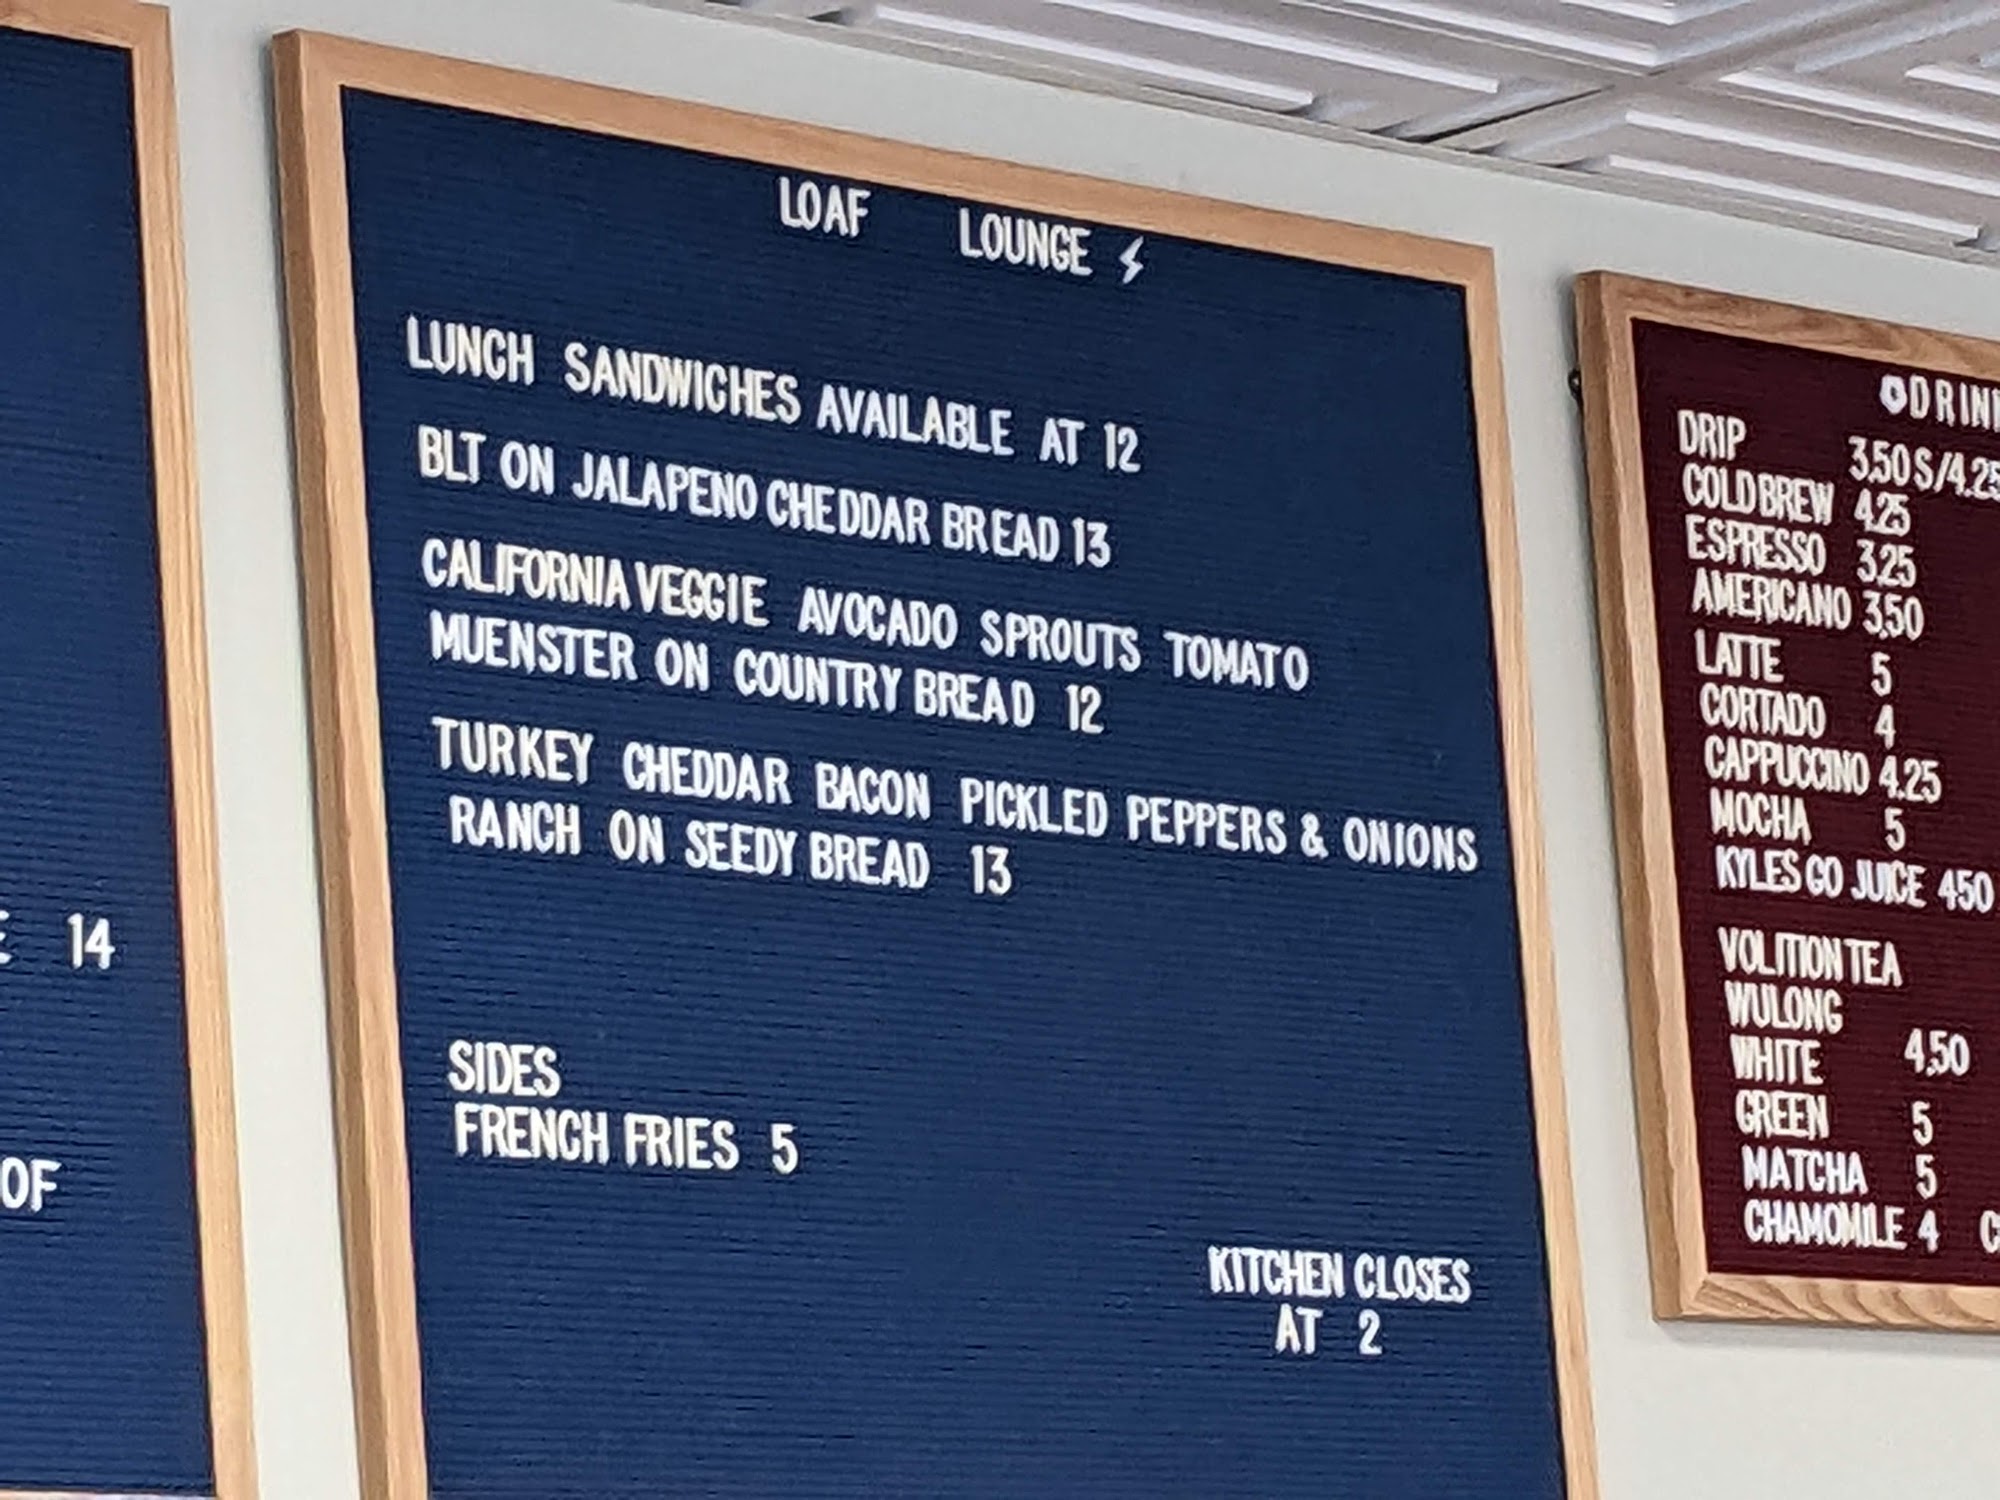 14
OF
LOAF LOUNGE
LUNCH SANDWICHES AVAILABLE AT 12
BLT ON JALAPENO CHEDDAR BREAD 13
CALIFORNIA VEGGIE AVOCADO SPROUTS TOMATO
MUENSTER ON COUNTRY BREAD 12
TURKEY CHEDDAR BACON PICKLED PEPPERS & ONIONS
RANCH ON SEEDY BREAD 13
SIDES
FRENCH FRIES 5
KITCHEN CLOSES
AT 2
DRIP 3.50 S/4.25
COLD BREW 4.25
ESPRESSO 3.25
AMERICANO 3.50
LATTE 5
CORTADO 4
CAPPUCCINO 4.25
MOCHA 5
KYLES GO JUICE 450
VOLITION TEA
WULONG
WHITE 4.50
GREEN 5
MATCHA 5
CHAMOMILE 4